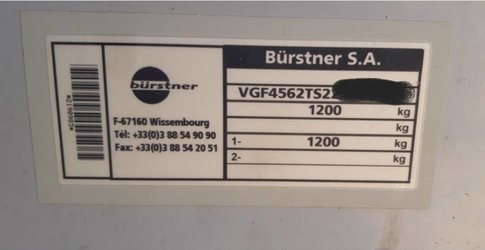 bürstner
F-67160 Wissembourg
Tél: +33(0)3 88 54 90 90
Fax: +33(0)3 88 54 20 51
Bürstner S.A.
VGF4562TS2
1200 kg
kg
1- 1200 kg
2- kg